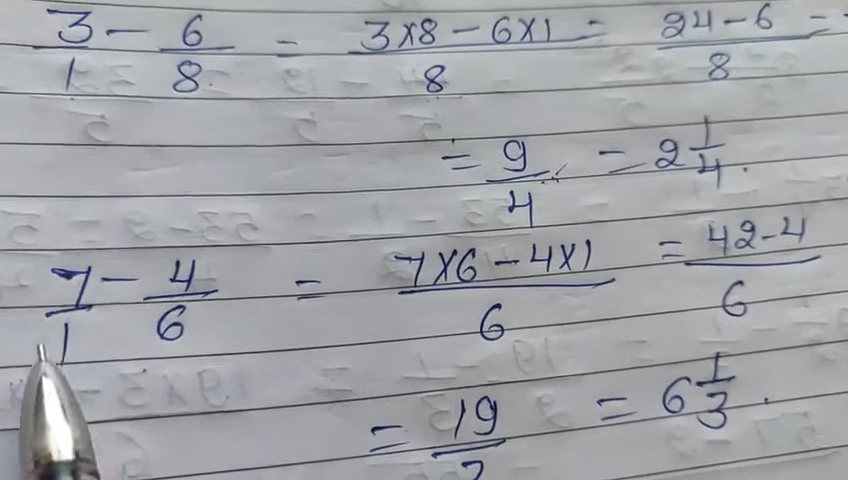 3/1 - 6/8 = (3×8 - 6×1)/8 = (24-6)/8 =
= 9/4 = 2 1/4.
7/1 - 4/6 = (7×6 - 4×1)/6 = (42-4)/6
= 19/ = 6 1/3.